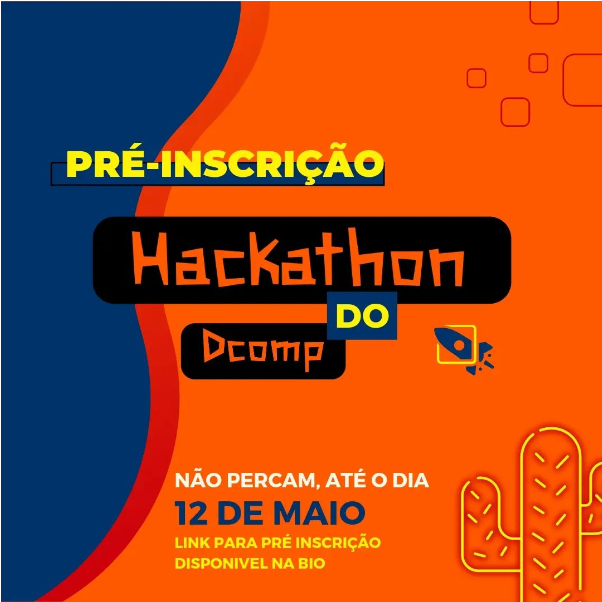 PRÉ-INSCRIÇÃO
Hackathon
DO
Dcomp
NÃO PERCAM, ATÉ O DIA
12 DE MAIO
LINK PARA PRÉ INSCRIÇÃO
DISPONIVEL NA BIO